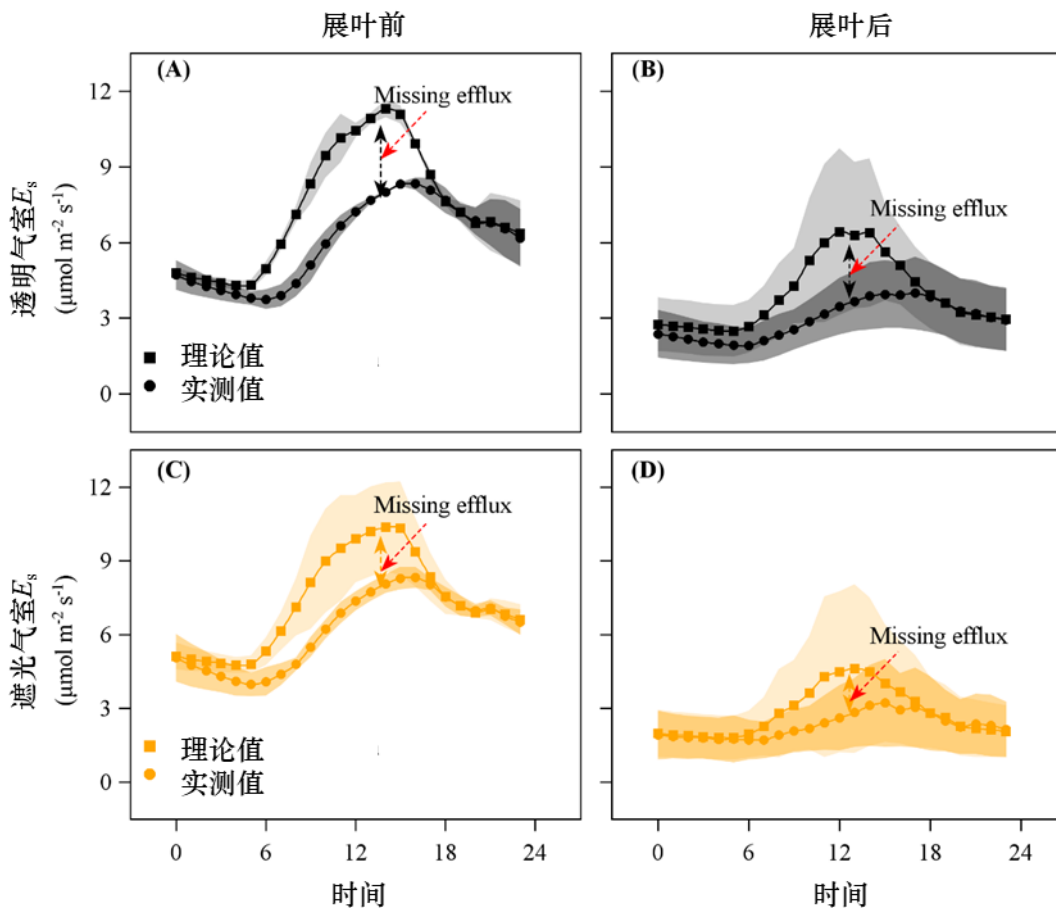 展叶前
展叶后
(A)
Missing efflux
12
9
6
3
0
透明气室Es
(μmol m-2 s-1)
理论值
实测值
(B)
Missing efflux
(C)
Missing efflux
12
9
6
3
0
遮光气室Es
(μmol m-2 s-1)
理论值
实测值
(D)
Missing efflux
0 6 12 18 24
时间
0 6 12 18 24
时间